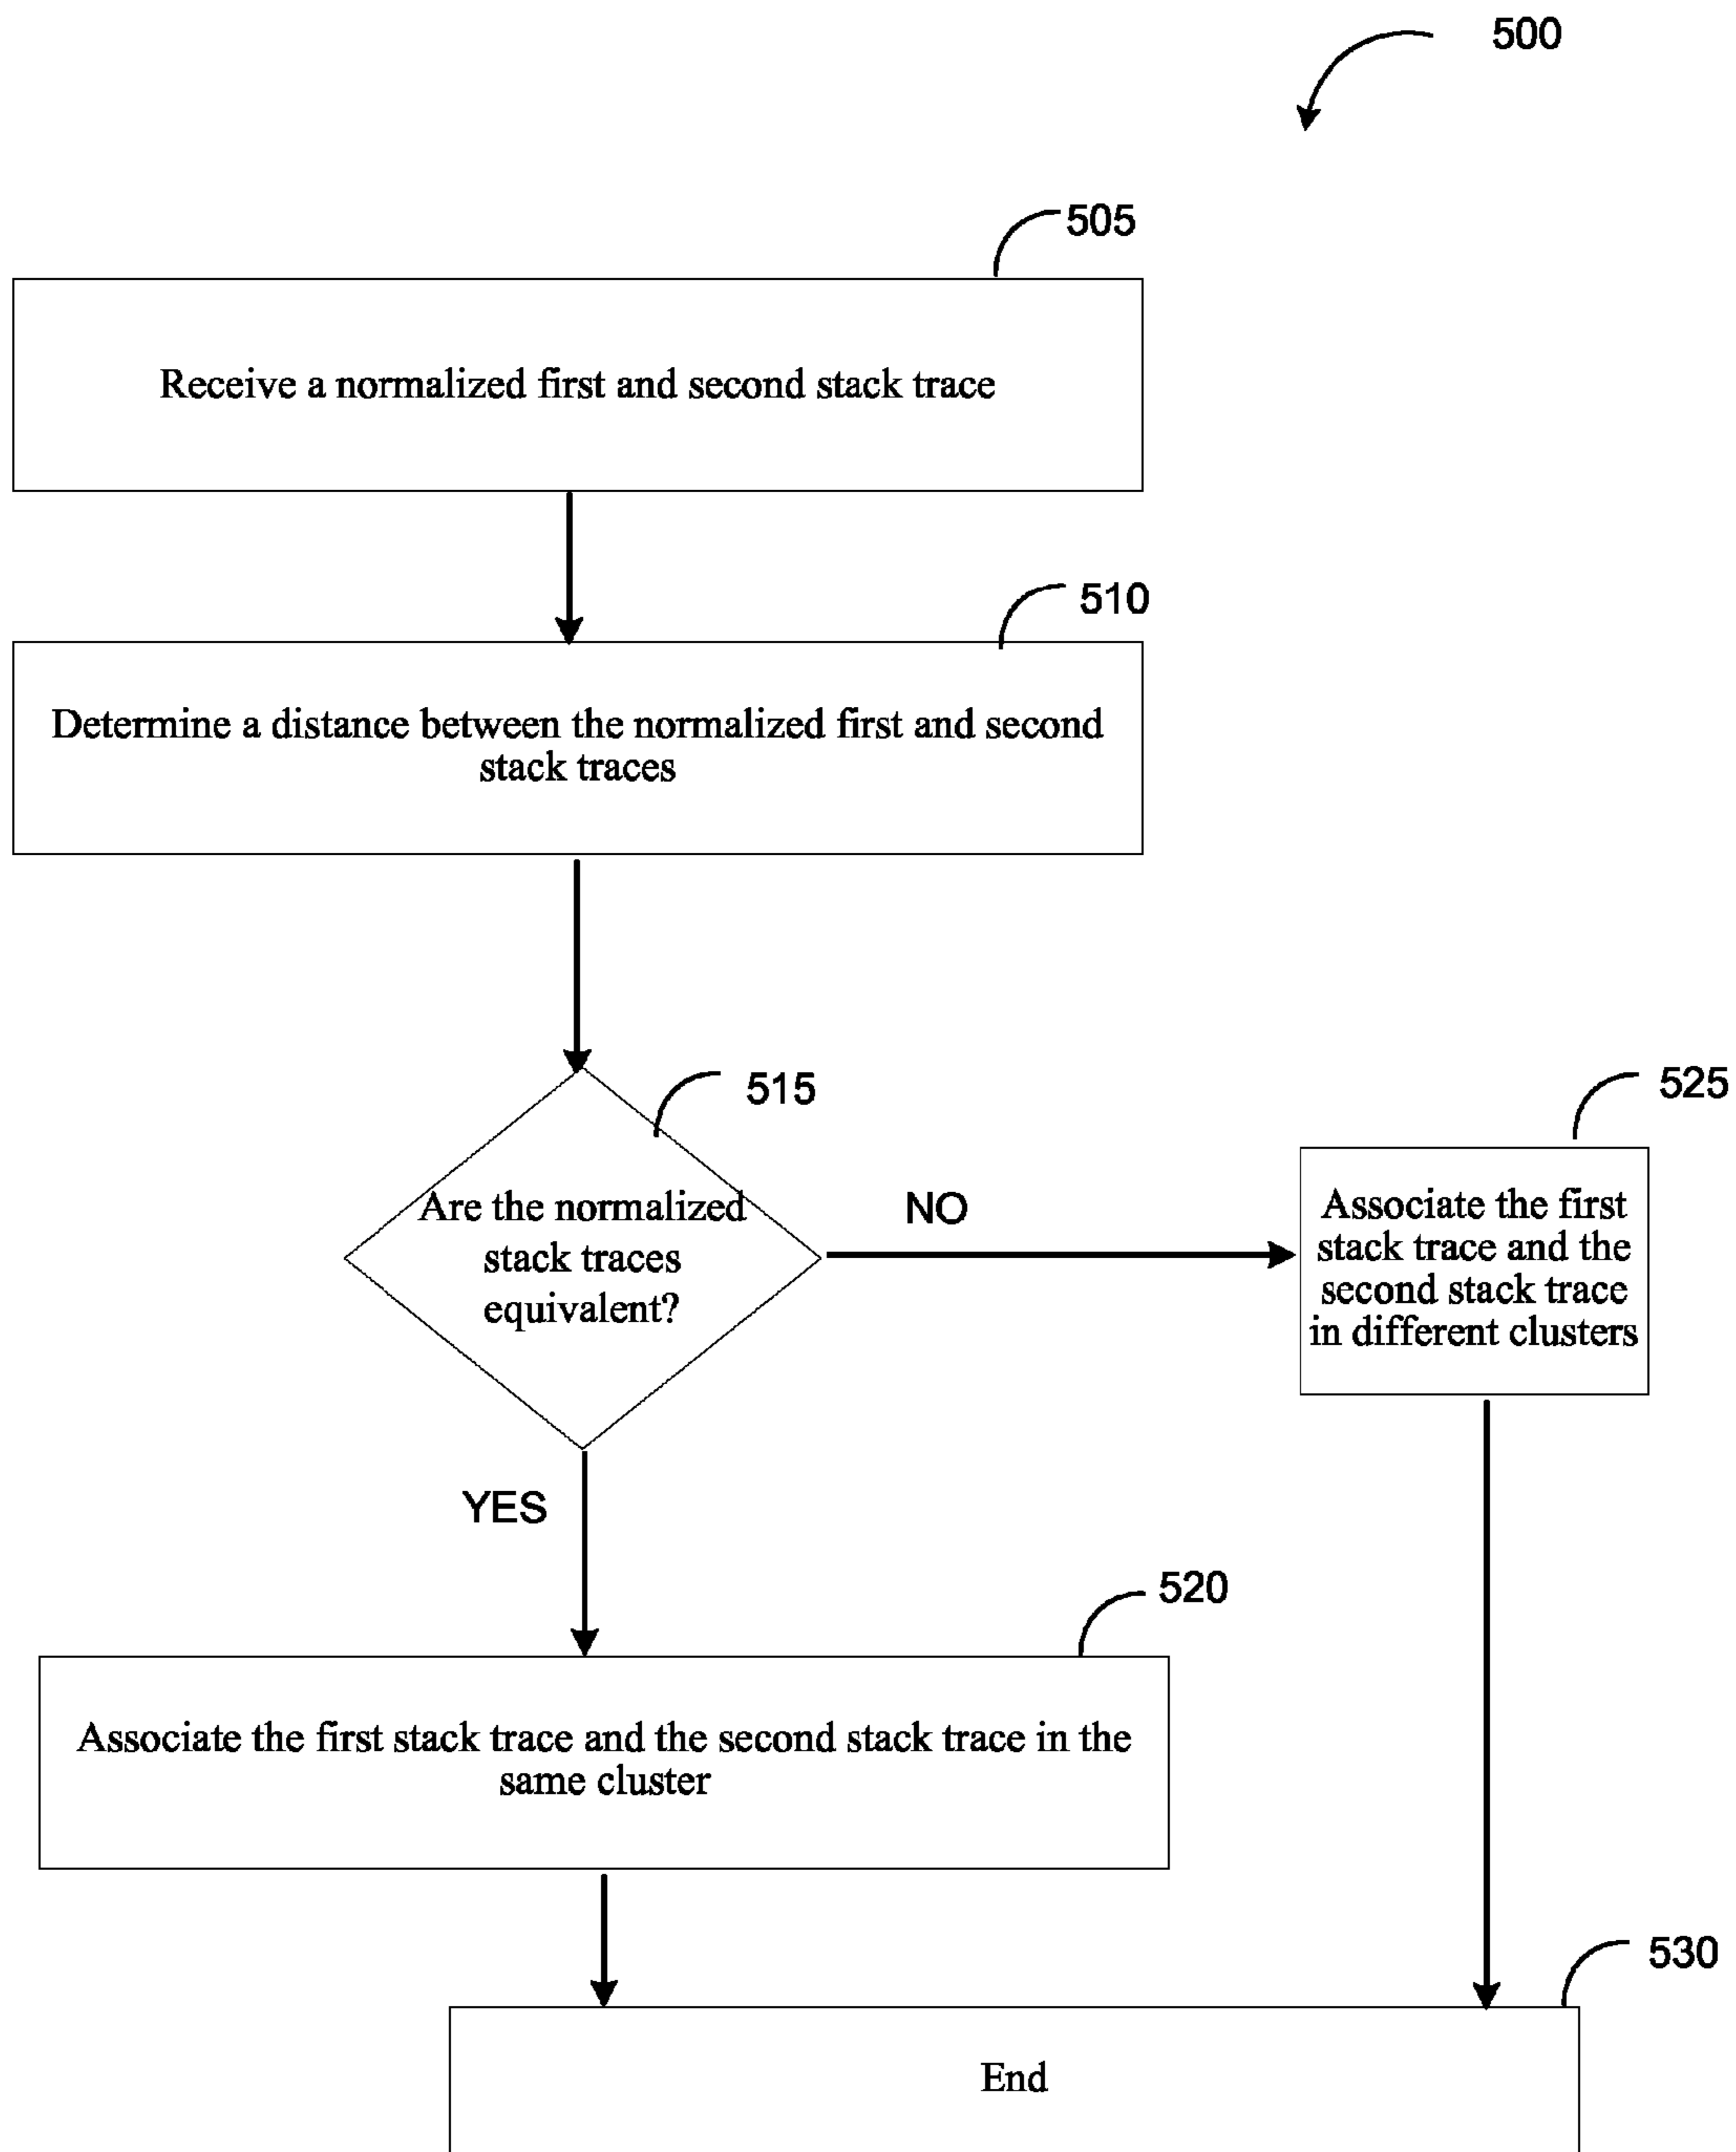 500
505
Receive a normalized first and second stack trace
510
Determine a distance between the normalized first and second
stack traces
515
Are the normalized
stack traces
equivalent?
NO
525
Associate the first
stack trace and the
second stack trace
in different clusters
YES
520
Associate the first stack trace and the second stack trace in the
same cluster
530
End